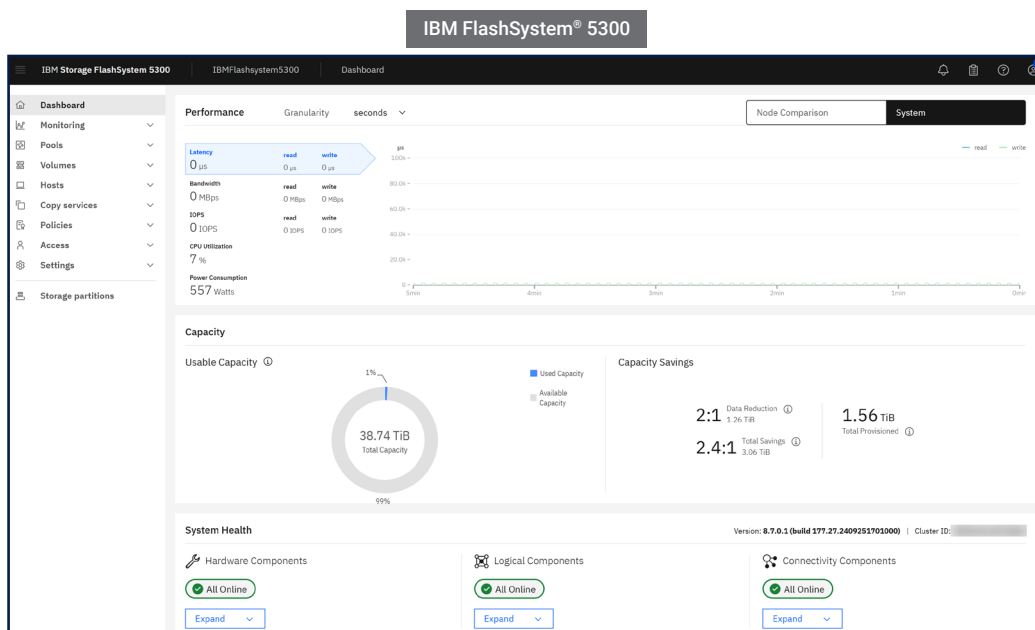 IBM FlashSystem® 5300
IBM Storage FlashSystem 5300 IBMFlashsystem5300 Dashboard
Dashboard
Monitoring
Pools
Volumes
Hosts
Copy services
Policies
Access
Settings
Storage partitions
Performance Granularity seconds Node Comparison System
Latency read write
0 µs 0 µs 0 µs
Bandwidth read write
0 MBps 0 MBps 0 MBps
IOPS read write
0 IOPS 0 IOPS 0 IOPS
CPU Utilization
7 %
Power Consumption
557 Watts
µs
read write
100k
80.0k
60.0k
40.0k
20.0k
0
5min 4min 3min 2min 1min 0min
Capacity
Usable Capacity
1%
38.74 TiB
Total Capacity
99%
Used Capacity
Available
Capacity
Capacity Savings
2:1 Data Reduction
1.26 TiB
2.4:1 Total Savings
3.06 TiB
1.56 TiB
Total Provisioned
System Health Version: 8.7.0.1 (build 177.27.2409251701000) | Cluster ID:
Hardware Components
All Online
Expand
Logical Components
All Online
Expand
Connectivity Components
All Online
Expand